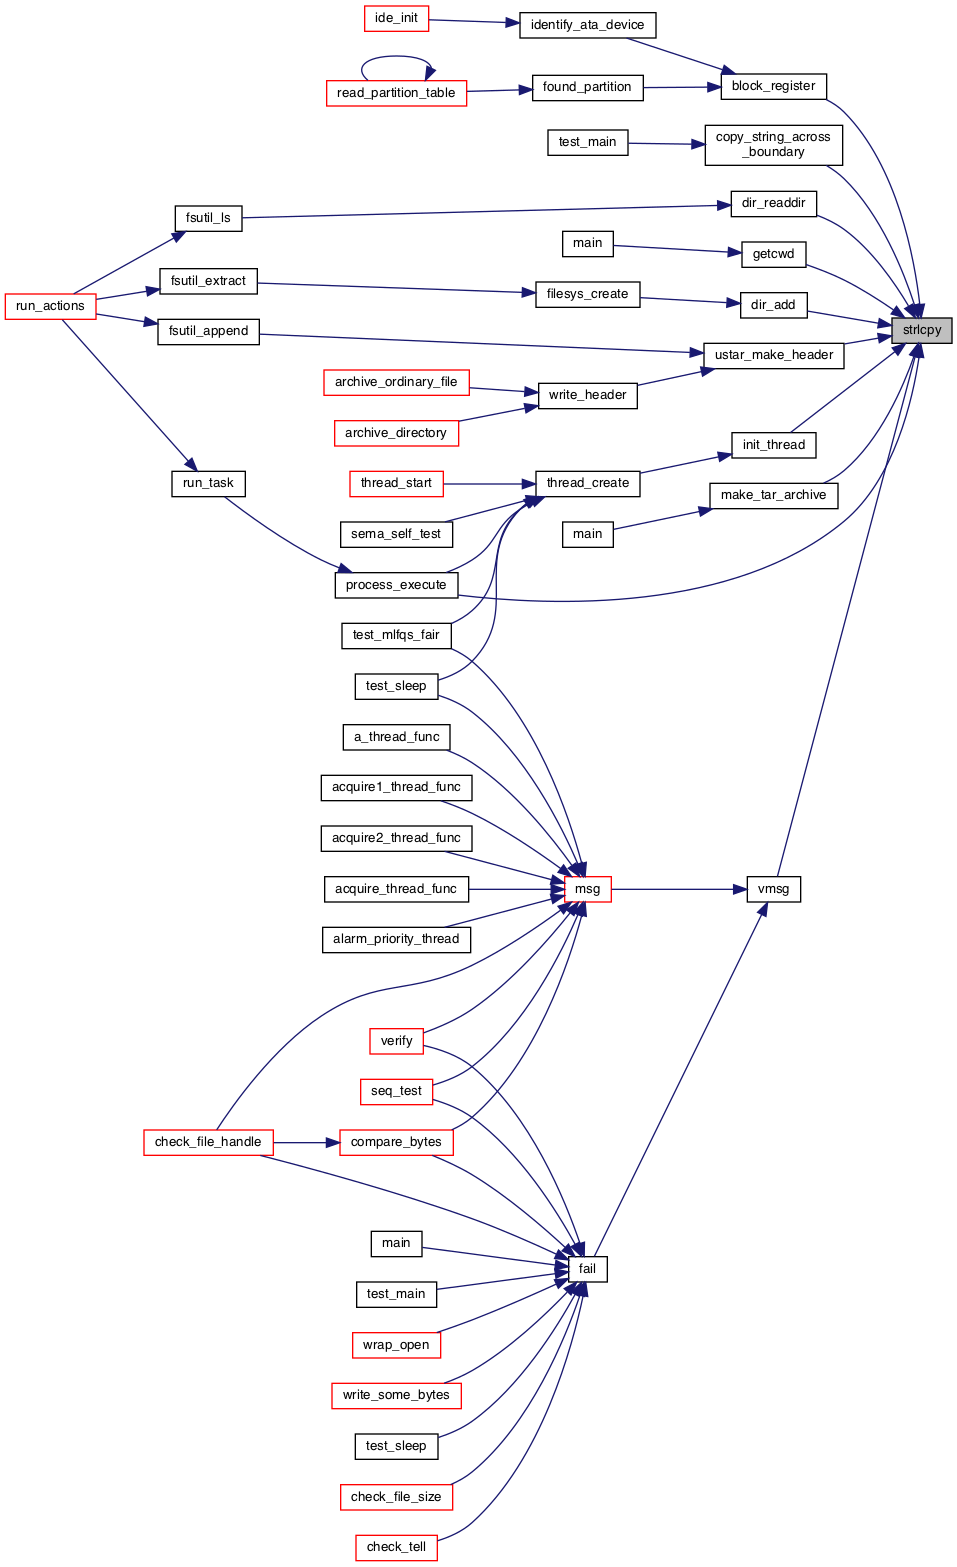 ide_init
identify_ata_device
read_partition_table
found_partition
block_register
test_main
copy_string_across
_boundary
fsutil_ls
dir_readdir
main
getcwd
run_actions
fsutil_extract
filesys_create
dir_add
strlcpy
fsutil_append
ustar_make_header
archive_ordinary_file
write_header
archive_directory
init_thread
run_task
thread_start
thread_create
make_tar_archive
sema_self_test
main
process_execute
test_mlfqs_fair
test_sleep
a_thread_func
acquire1_thread_func
acquire2_thread_func
acquire_thread_func
msg
vmsg
alarm_priority_thread
verify
seq_test
check_file_handle
compare_bytes
main
fail
test_main
wrap_open
write_some_bytes
test_sleep
check_file_size
check_tell